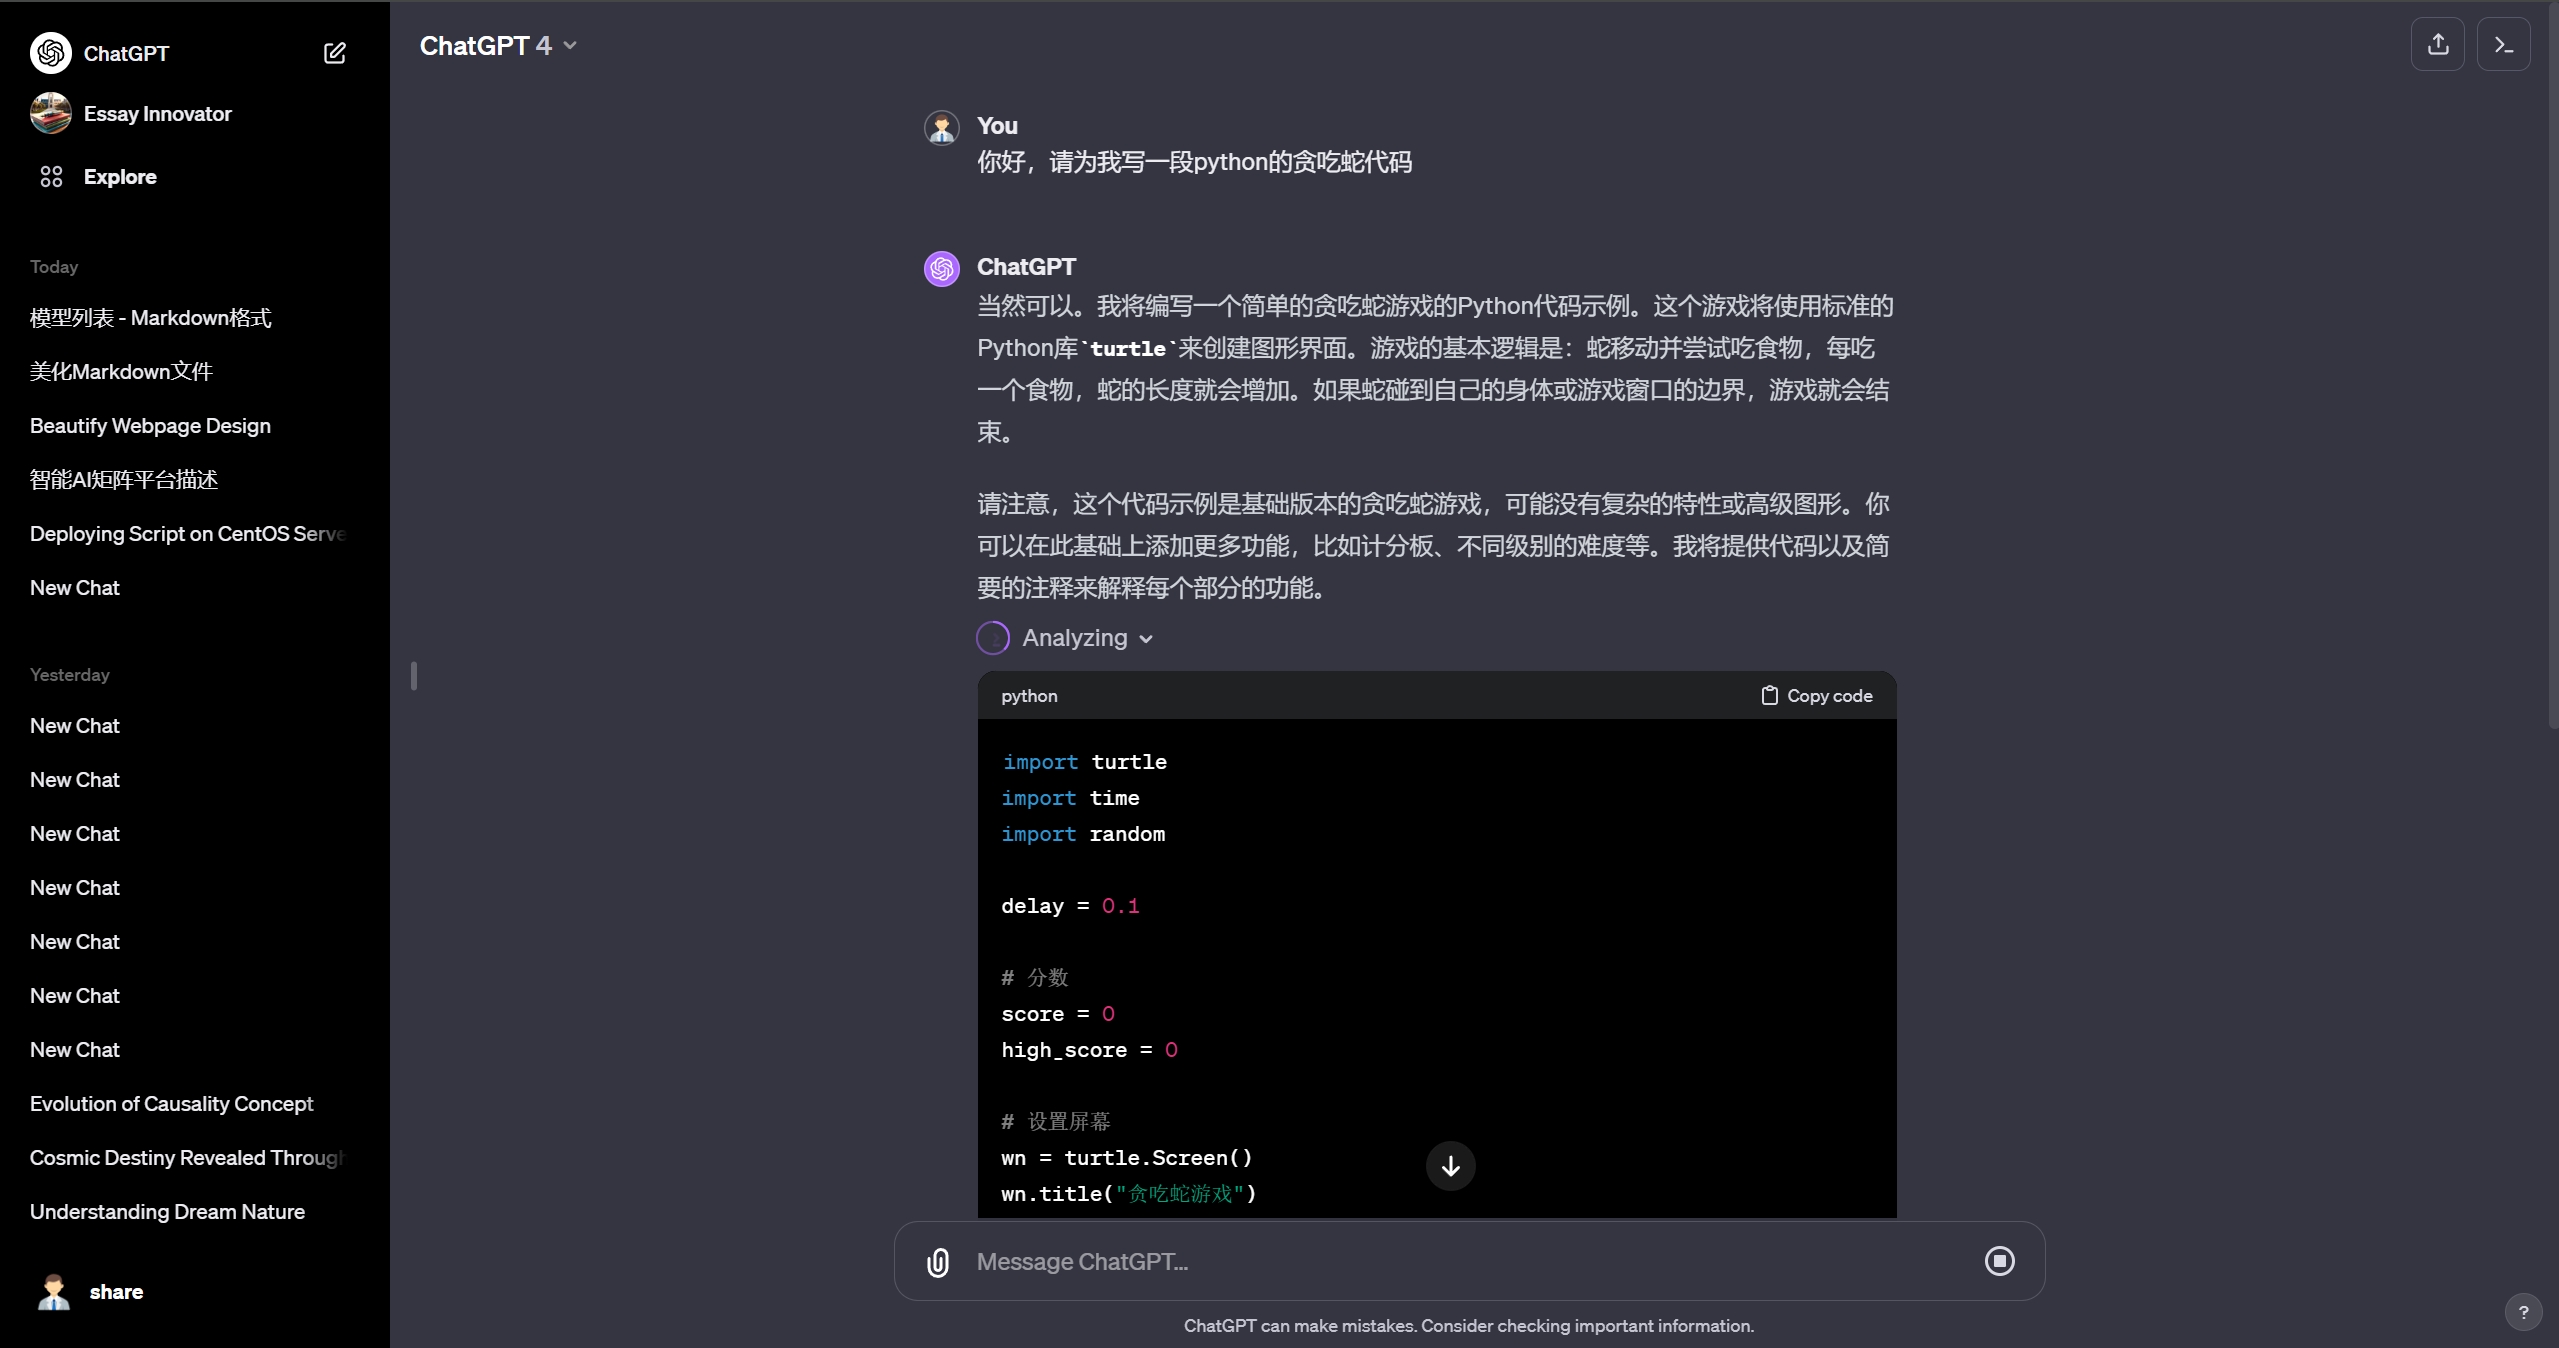 ChatGPT
Essay Innovator
Explore
Today
模型列表 - Markdown格式
美化Markdown文件
Beautify Webpage Design
智能AI矩阵平台描述
Deploying Script on CentOS Serve
New Chat
Yesterday
New Chat
New Chat
New Chat
New Chat
New Chat
New Chat
New Chat
Evolution of Causality Concept
Cosmic Destiny Revealed Through
Understanding Dream Nature
share
ChatGPT 4
You
你好，请为我写一段python的贪吃蛇代码
ChatGPT
当然可以。我将编写一个简单的贪吃蛇游戏的Python代码示例。这个游戏将使用标准的
Python库`turtle`来创建图形界面。游戏的基本逻辑是：蛇移动并尝试吃食物，每吃
一个食物，蛇的长度就会增加。如果蛇碰到自己的身体或游戏窗口的边界，游戏就会结
束。
请注意，这个代码示例是基础版本的贪吃蛇游戏，可能没有复杂的特性或高级图形。你
可以在此基础上添加更多功能，比如计分板、不同级别的难度等。我将提供代码以及简
要的注释来解释每个部分的功能。
Analyzing
python
Copy code
import turtle
import time
import random
delay = 0.1
# 分数
score = 0
high_score = 0
# 设置屏幕
wn = turtle.Screen()
wn.title("贪吃蛇游戏")
Message ChatGPT...
ChatGPT can make mistakes. Consider checking important information.
?